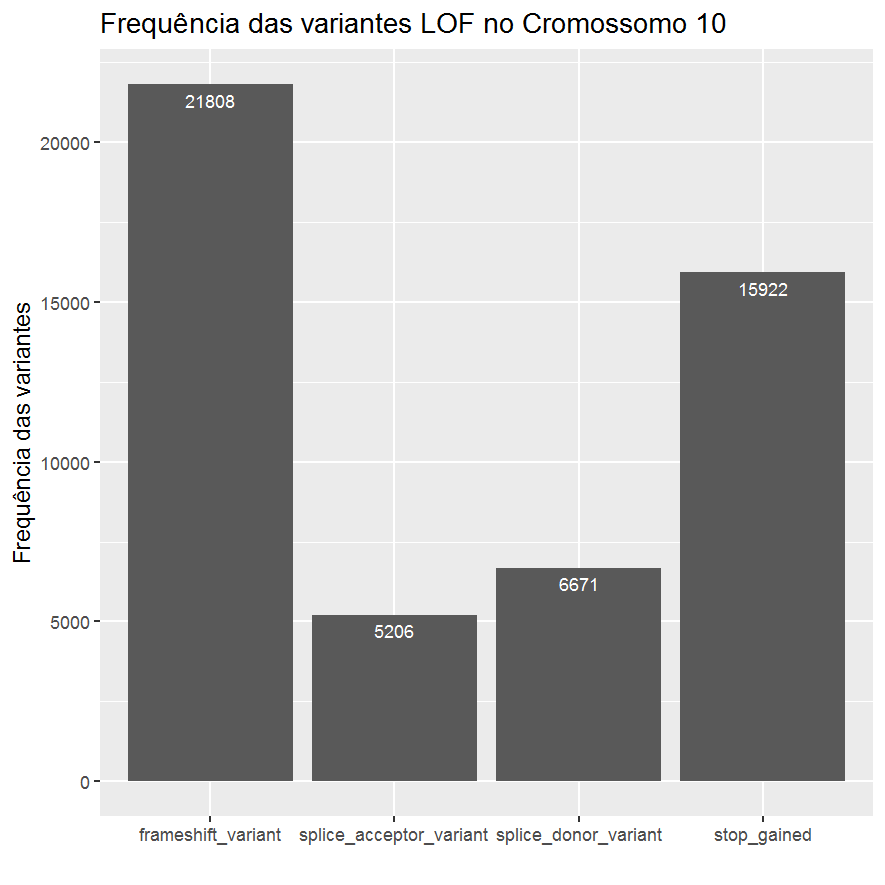 Frequência das variantes LOF no Cromossomo 10
Frequência das variantes
20000
15000
10000
5000
0
21808
5206
6671
15922
frameshift_variant
splice_acceptor_variant
splice_donor_variant
stop_gained